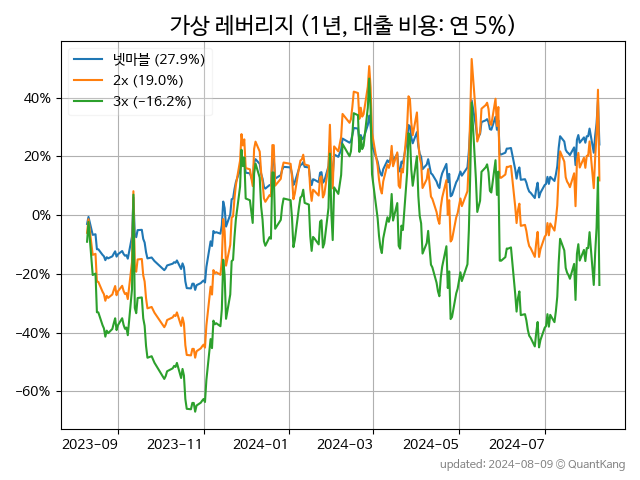 가상 레버리지 (1년, 대출 비용: 연 5%)
넷마블 (27.9%)
2x (19.0%)
3x (−16.2%)
40%
20%
0%
−20%
−40%
−60%
2023-09
2023-11
2024-01
2024-03
2024-05
2024-07
updated: 2024-08-09 © QuantKang